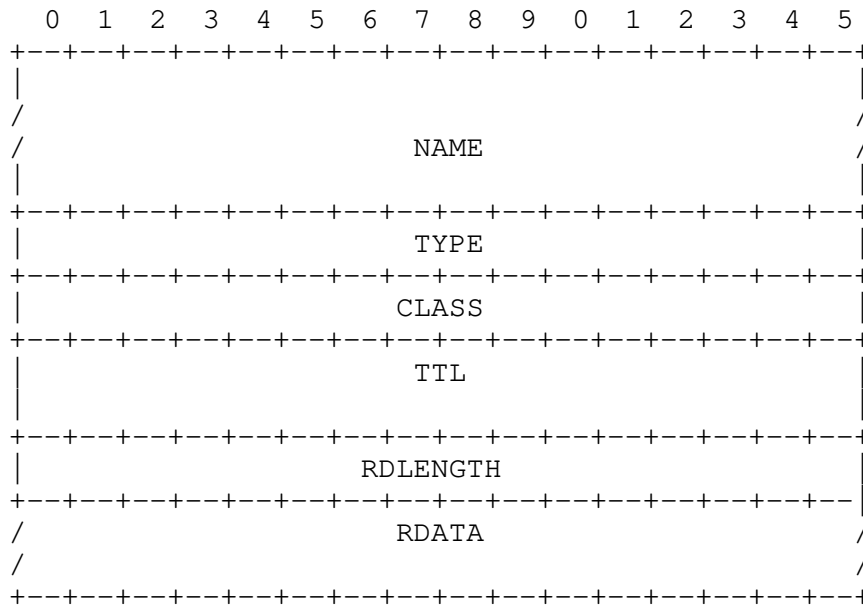 0 1 2 3 4 5 6 7 8 9 0 1 2 3 4 5
NAME
TYPE
CLASS
TTL
RDLENGTH
RDATA